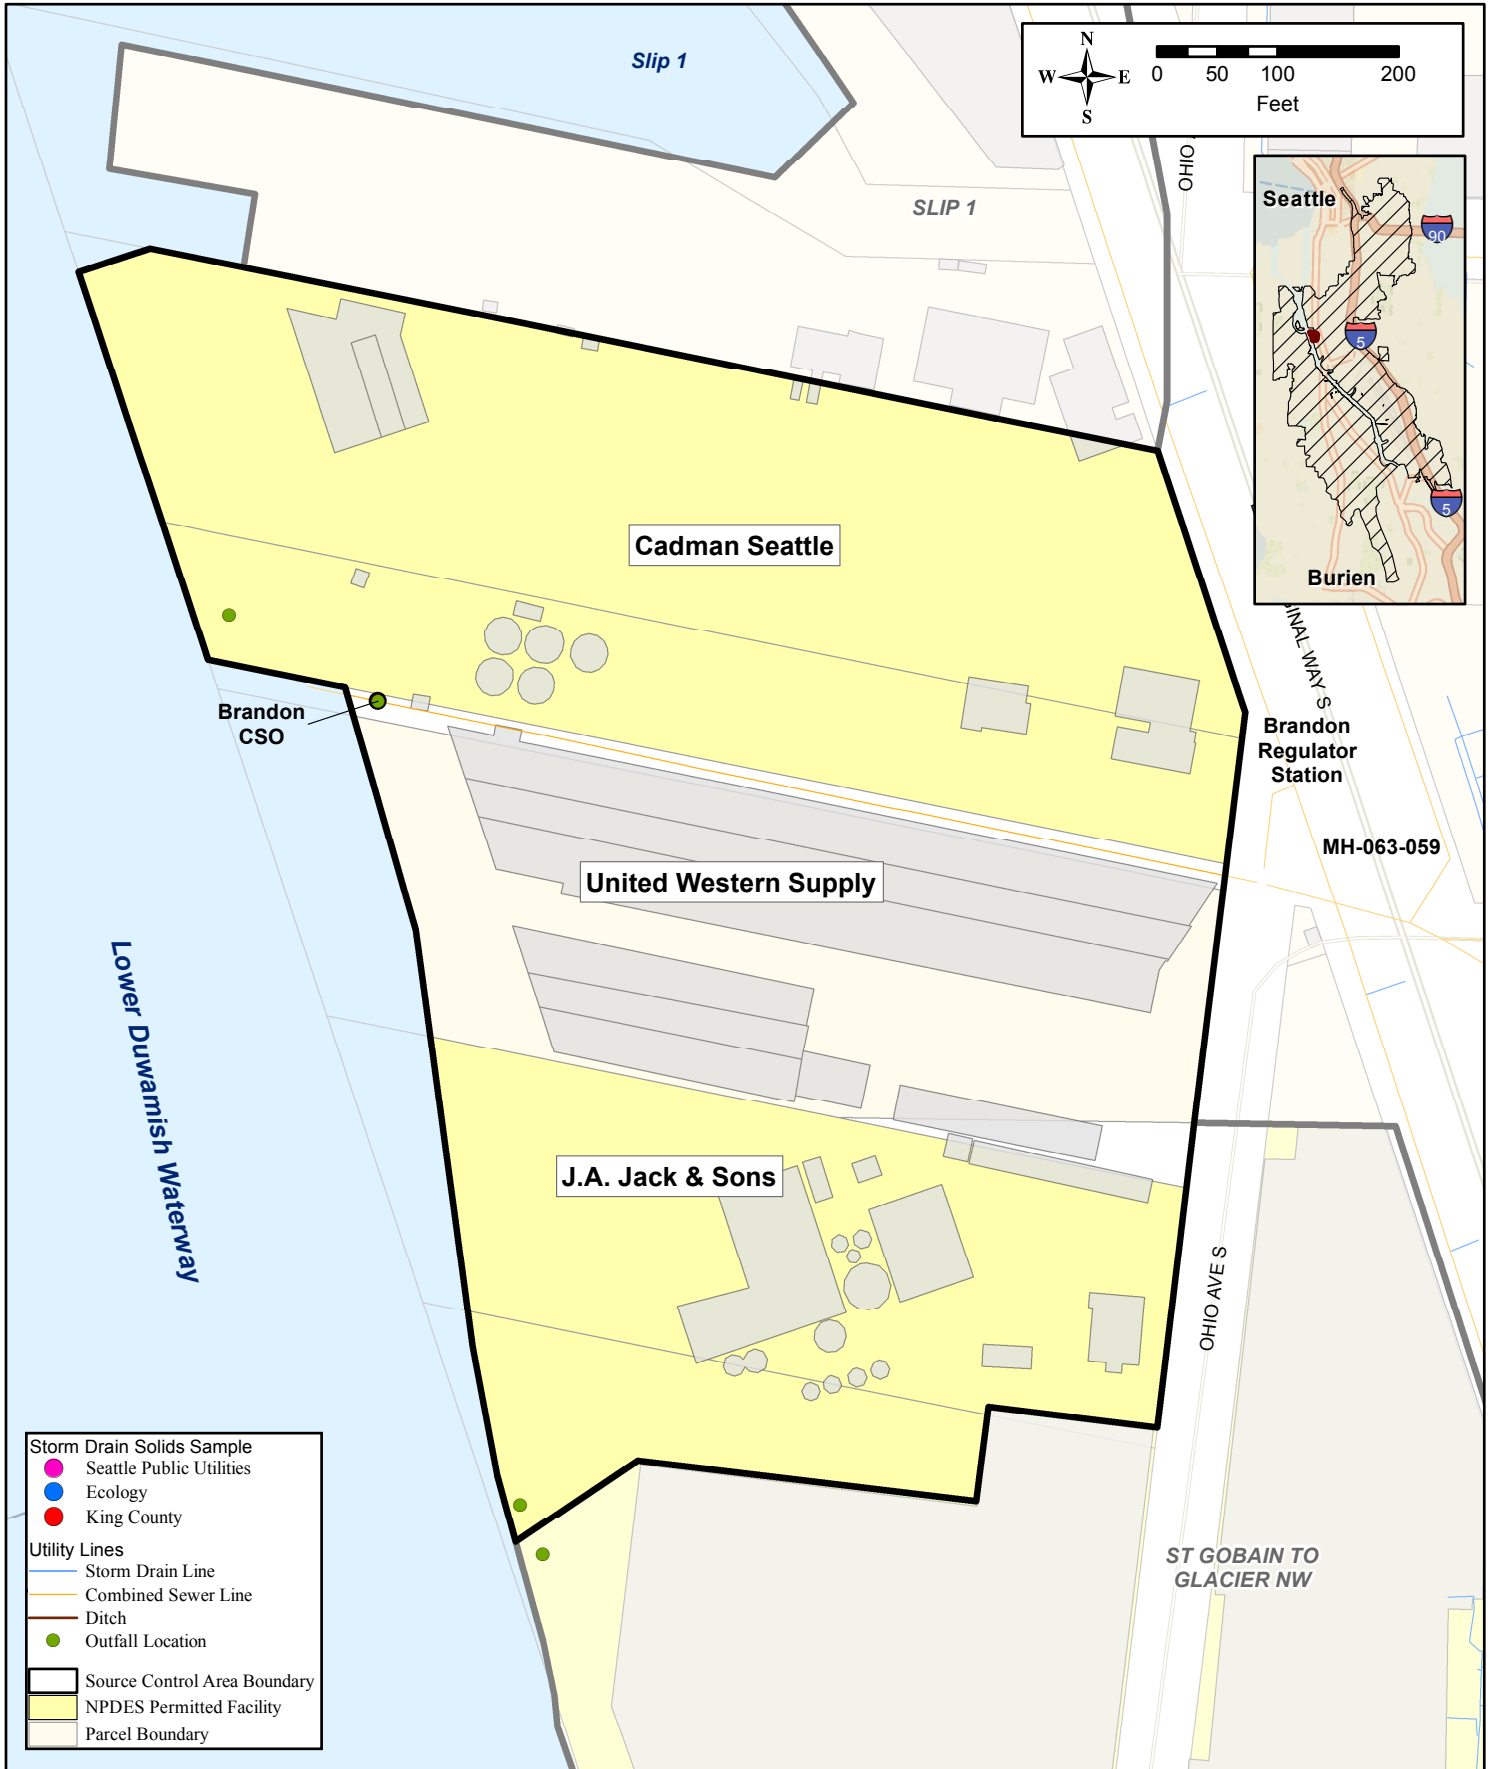 Slip 1
N
W
E
S
0 50 100 200
Feet
OHIO
SLIP 1
Seattle
90
5
5
Burien
Cadman Seattle
GINAL WAY S
Brandon
CSO
Brandon
Regulator
Station
MH-063-059
United Western Supply
Lower Duwamish Waterway
J.A. Jack & Sons
OHIO AVE S
ST GOBAIN TO
GLACIER NW
Storm Drain Solids Sample
Seattle Public Utilities
Ecology
King County
Utility Lines
Storm Drain Line
Combined Sewer Line
Ditch
Outfall Location
Source Control Area Boundary
NPDES Permitted Facility
Parcel Boundary